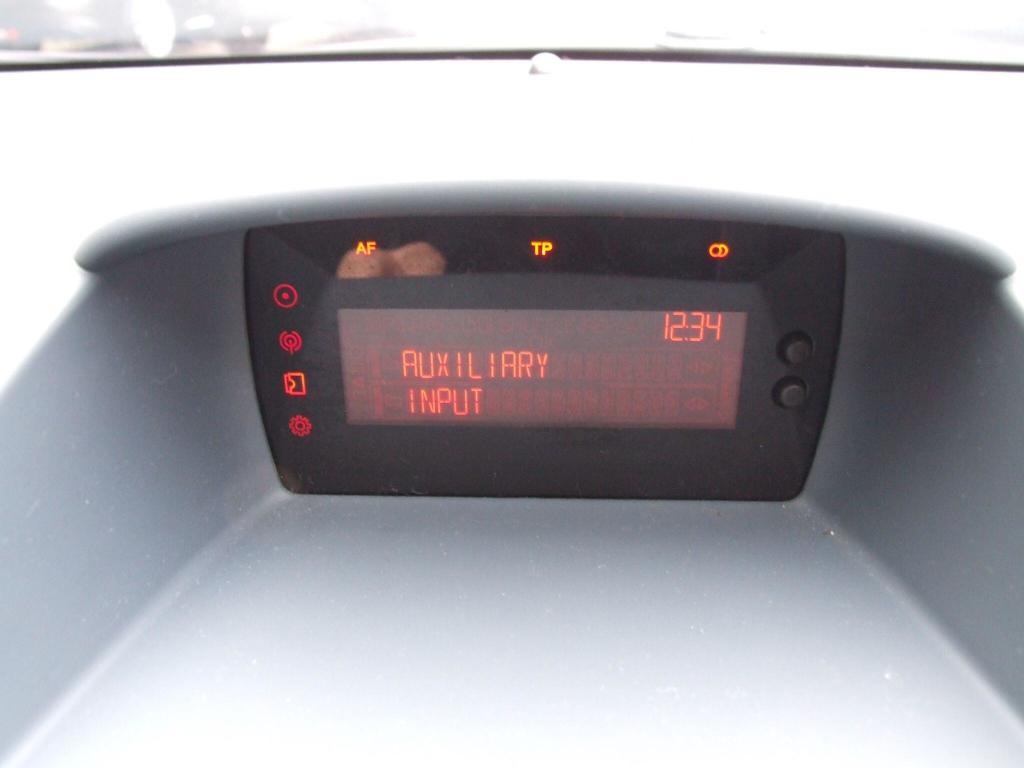 AF TP
12:34
AUXILIARY
INPUT